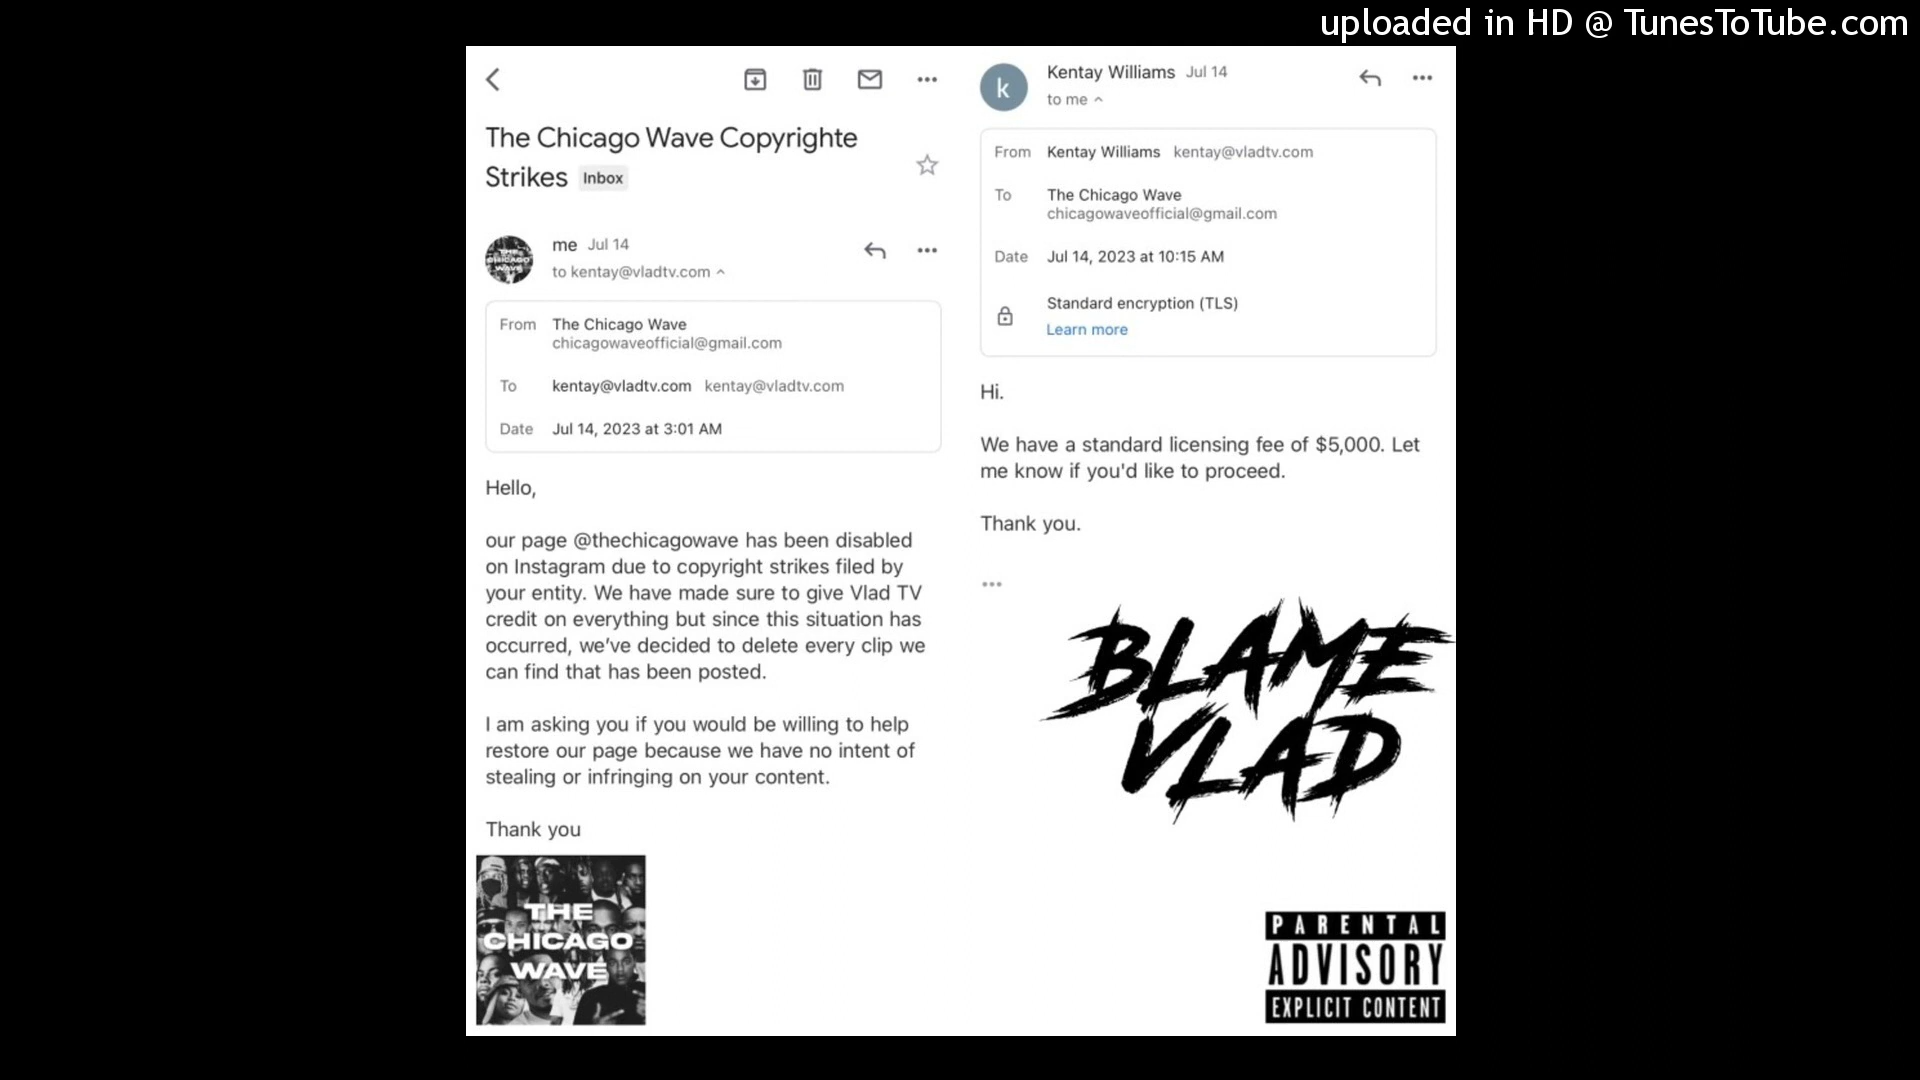 uploaded in HD @ TunesToTube.com
The Chicago Wave Copyrighte
Strikes Inbox
me Jul 14
to kentay@vladtv.com
From The Chicago Wave
chicagowaveofficial@gmail.com
To kentay@vladtv.com kentay@vladtv.com
Date Jul 14, 2023 at 3:01 AM
Hello,
our page @thechicagowave has been disabled
on Instagram due to copyright strikes filed by
your entity. We have made sure to give Vlad TV
credit on everything but since this situation has
occurred, we've decided to delete every clip we
can find that has been posted.
I am asking you if you would be willing to help
restore our page because we have no intent of
stealing or infringing on your content.
Thank you
THE
CHICAGO
WAVE
k
Kentay Williams Jul 14
to me
From Kentay Williams kentay@vladtv.com
To The Chicago Wave
chicagowaveofficial@gmail.com
Date Jul 14, 2023 at 10:15 AM
Standard encryption (TLS)
Learn more
Hi.
We have a standard licensing fee of $5,000. Let
me know if you'd like to proceed.
Thank you.
BLAME
VLAD
PARENTAL
ADVISORY
EXPLICIT CONTENT